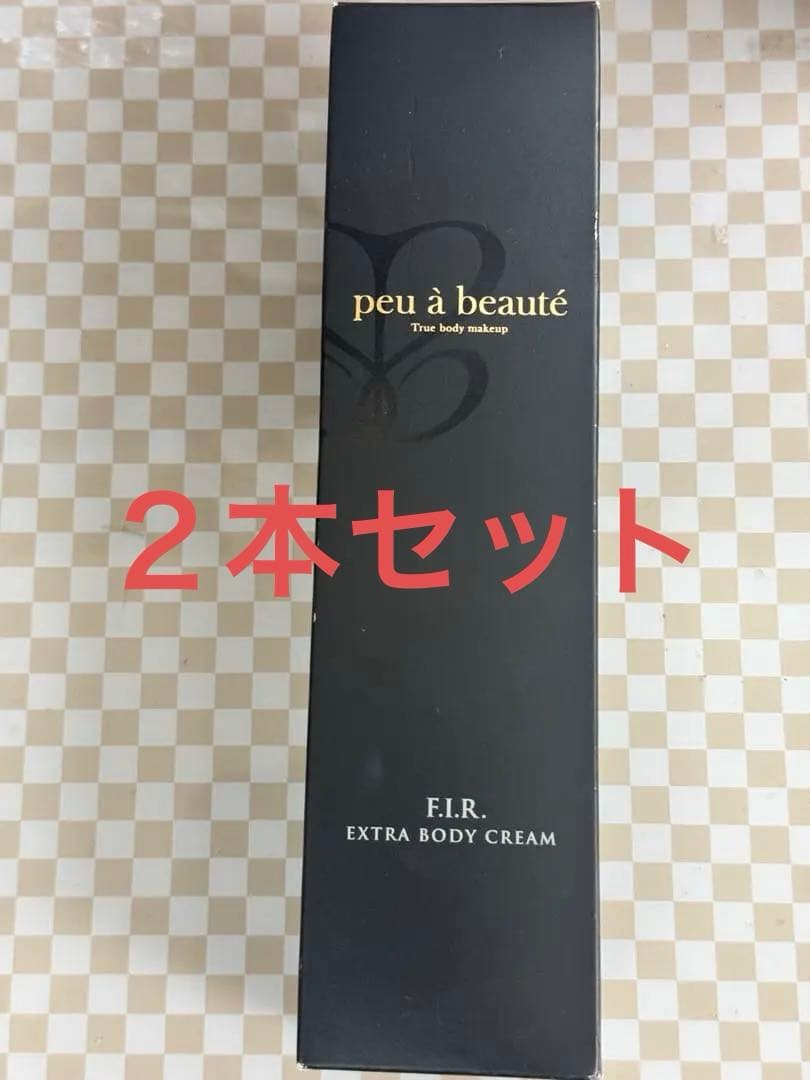 peu à beauté
True body makeup
２本セット
F.I.R.
EXTRA BODY CREAM